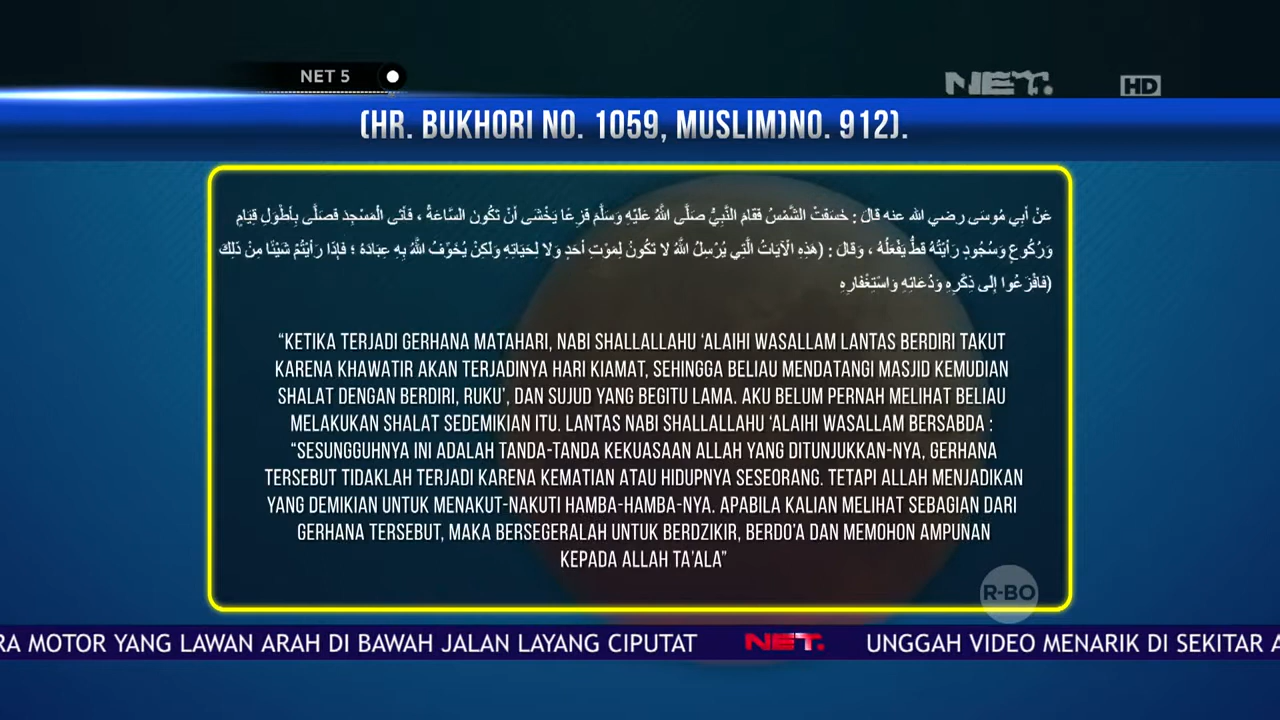 NET 5
NET.
HD
(HR. BUKHORI NO. 1059, MUSLIM)NO. 912).
عَنْ أَبِي مُوسَى رضي الله عنه قَالَ : خَسَفَتْ الشَّمْسُ فَقَامَ النَّبِيُّ صَلَّى اللَّهُ عَلَيْهِ وَسَلَّمَ فَزِعًا يَخْشَى أَنْ تَكُونَ السَّاعَةُ ، فَأَتَى الْمَسْجِدَ فَصَلَّى بِأَطْوَلِ قِيَامٍ
وَرُكُوعٍ وَسُجُودٍ رَأَيْتُهُ قَطُّ يَفْعَلُهُ ، وَقَالَ : (هَذِهِ الْآيَاتُ الَّتِي يُرْسِلُ اللَّهُ لَا تَكُونُ لِمَوْتِ أَحَدٍ وَلَا لِحَيَاتِهِ وَلَكِنْ يُخَوِّفُ اللَّهُ بِهِ عِبَادَهُ ؛ فَإِذَا رَأَيْتُمْ شَيْئًا مِنْ ذَلِكَ
(فَافْزَعُوا إِلَى ذِكْرِهِ وَدُعَائِهِ وَاسْتِغْفَارِهِ
“KETIKA TERJADI GERHANA MATAHARI, NABI SHALLALLAHU ‘ALAIHI WASALLAM LANTAS BERDIRI TAKUT
KARENA KHAWATIR AKAN TERJADINYA HARI KIAMAT, SEHINGGA BELIAU MENDATANGI MASJID KEMUDIAN
SHALAT DENGAN BERDIRI, RUKU’, DAN SUJUD YANG BEGITU LAMA. AKU BELUM PERNAH MELIHAT BELIAU
MELAKUKAN SHALAT SEDEMIKIAN ITU. LANTAS NABI SHALLALLAHU ‘ALAIHI WASALLAM BERSABDA :
“SESUNGGUHNYA INI ADALAH TANDA-TANDA KEKUASAAN ALLAH YANG DITUNJUKKAN-NYA, GERHANA
TERSEBUT TIDAKLAH TERJADI KARENA KEMATIAN ATAU HIDUPNYA SESEORANG. TETAPI ALLAH MENJADIKAN
YANG DEMIKIAN UNTUK MENAKUT-NAKUTI HAMBA-HAMBA-NYA. APABILA KALIAN MELIHAT SEBAGIAN DARI
GERHANA TERSEBUT, MAKA BERSEGERALAH UNTUK BERDZIKIR, BERDO’A DAN MEMOHON AMPUNAN
KEPADA ALLAH TA’ALA”
R-BO
RA MOTOR YANG LAWAN ARAH DI BAWAH JALAN LAYANG CIPUTAT NET. UNGGAH VIDEO MENARIK DI SEKITAR A